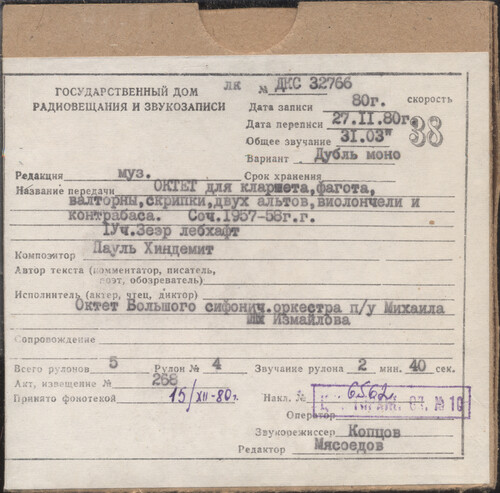 лк № ДКС 32766
ГОСУДАРСТВЕННЫЙ ДОМ
РАДИОВЕЩАНИЯ И ЗВУКОЗАПИСИ
Дата записи 80г. скорость
Дата переписи 27.II.80г. 38
Общее звучание 31.03"
Вариант Дубль моно
Редакция муз. Срок хранения
Название передачи ОКТЕТ для кларнета,фагота,
валторны,скрипки,двух альтов,виолончели и
контрабаса. Соч.1957-58г.г.
1Уч.Зеэр лебхафт
Композитор Пауль Хиндемит
Автор текста (комментатор, писатель,
поэт, обозреватель)
Исполнитель (актер, чтец, диктор)
Октет Большого сифонич.оркестра п/у Михаила
Измайлова
Сопровождение
Всего рулонов 5 Рулон № 4 Звучание рулона 2 мин. 40 сек.
Акт, извещение № 268
Принято фонотекой 15/XII-80г. Накл. № 6562
Оператор
Звукорежиссер Копцов
Редактор Мясоедов